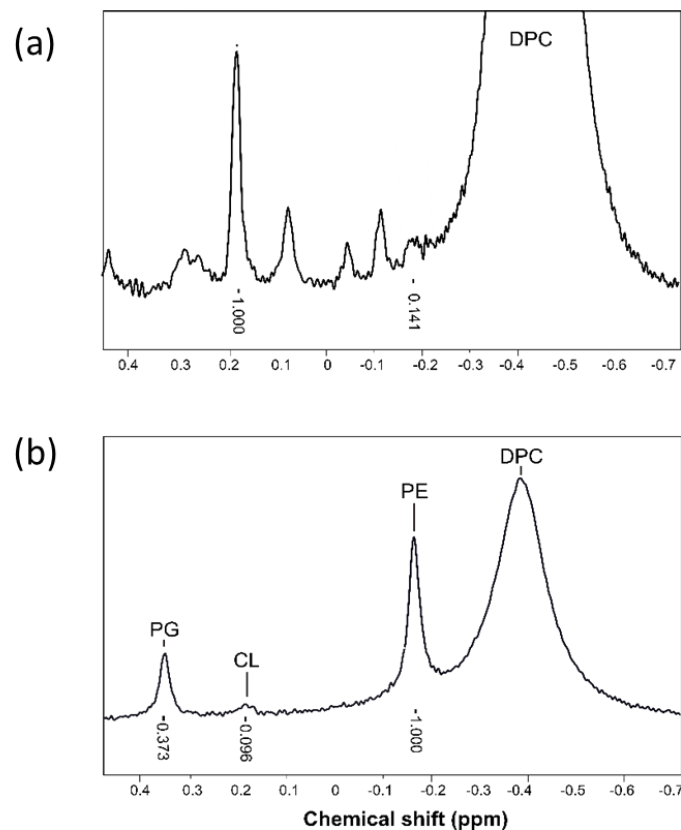 (a)
DPC
- 1.000
- 0.141
0.4 0.3 0.2 0.1 0 -0.1 -0.2 -0.3 -0.4 -0.5 -0.6 -0.7
(b)
DPC
PE
PG
CL
-0.373
-0.096
-1.000
0.4 0.3 0.2 0.1 0 -0.1 -0.2 -0.3 -0.4 -0.5 -0.6 -0.7
Chemical shift (ppm)